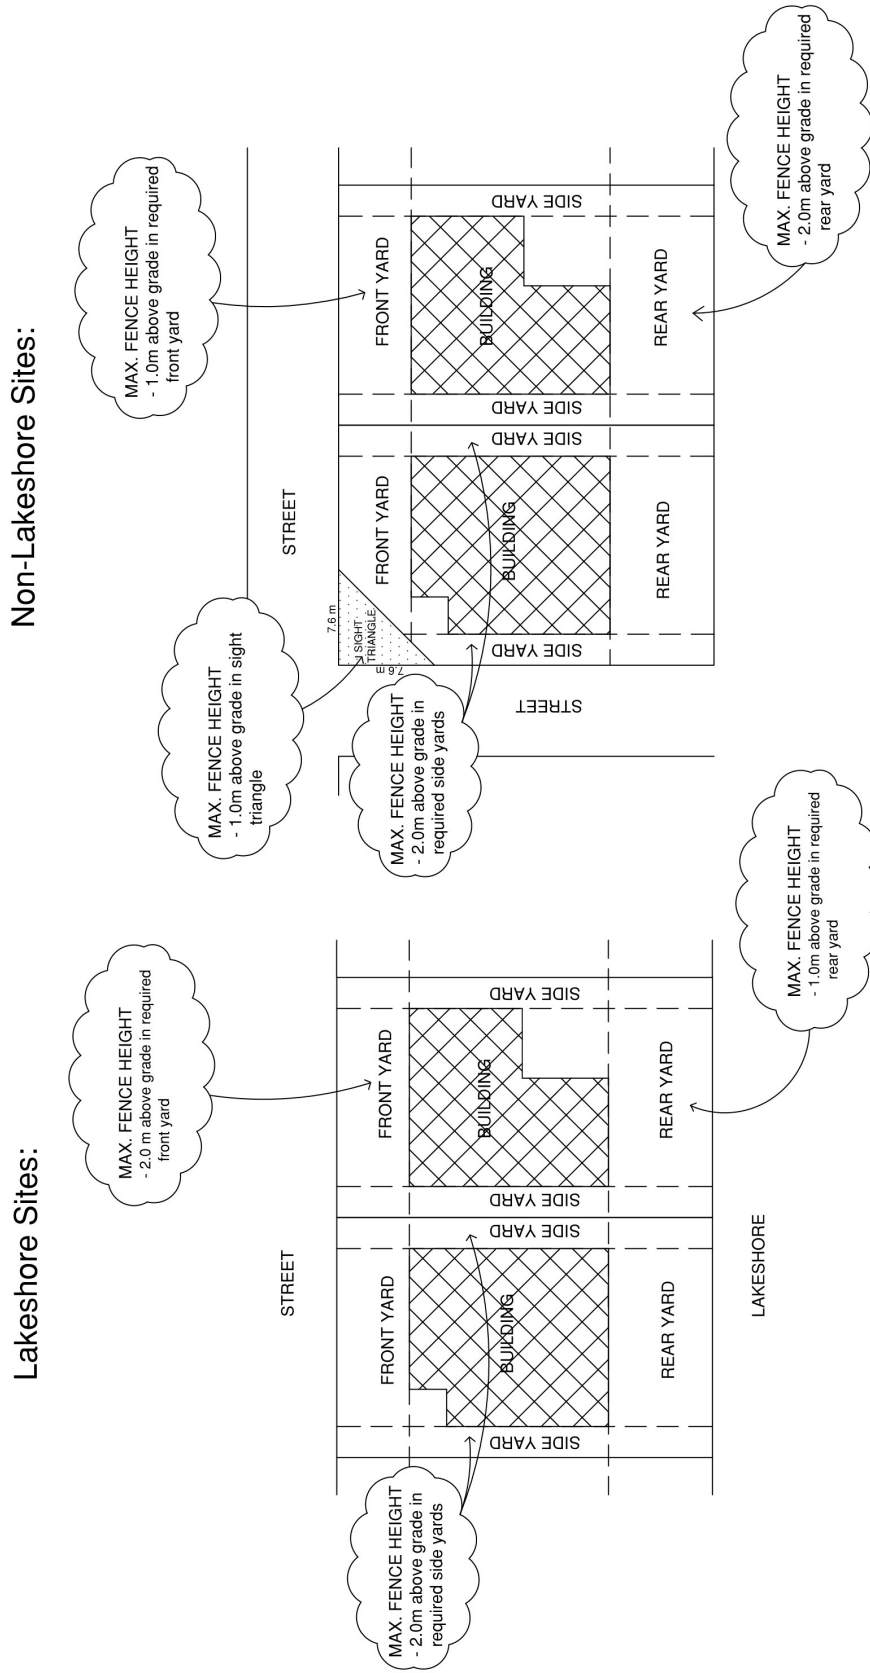 Lakeshore Sites:
MAX. FENCE HEIGHT
- 2.0 m above grade in required
front yard
STREET
MAX. FENCE HEIGHT
- 2.0m above grade in
required side yards
FRONT YARD
FRONT YARD
SIDE YARD
BUILDING
SIDE YARD
SIDE YARD
BUILDING
SIDE YARD
REAR YARD
REAR YARD
LAKESHORE
MAX. FENCE HEIGHT
- 1.0m above grade in required
rear yard
Non-Lakeshore Sites:
MAX. FENCE HEIGHT
- 1.0m above grade in required
front yard
MAX. FENCE HEIGHT
- 1.0m above grade in sight
triangle
STREET
7.6 m
SIGHT
TRIANGLE
7.6 m
MAX. FENCE HEIGHT
- 2.0m above grade in
required side yards
FRONT YARD
FRONT YARD
STREET
SIDE YARD
BUILDING
SIDE YARD
SIDE YARD
BUILDING
SIDE YARD
REAR YARD
REAR YARD
MAX. FENCE HEIGHT
- 2.0m above grade in required
rear yard